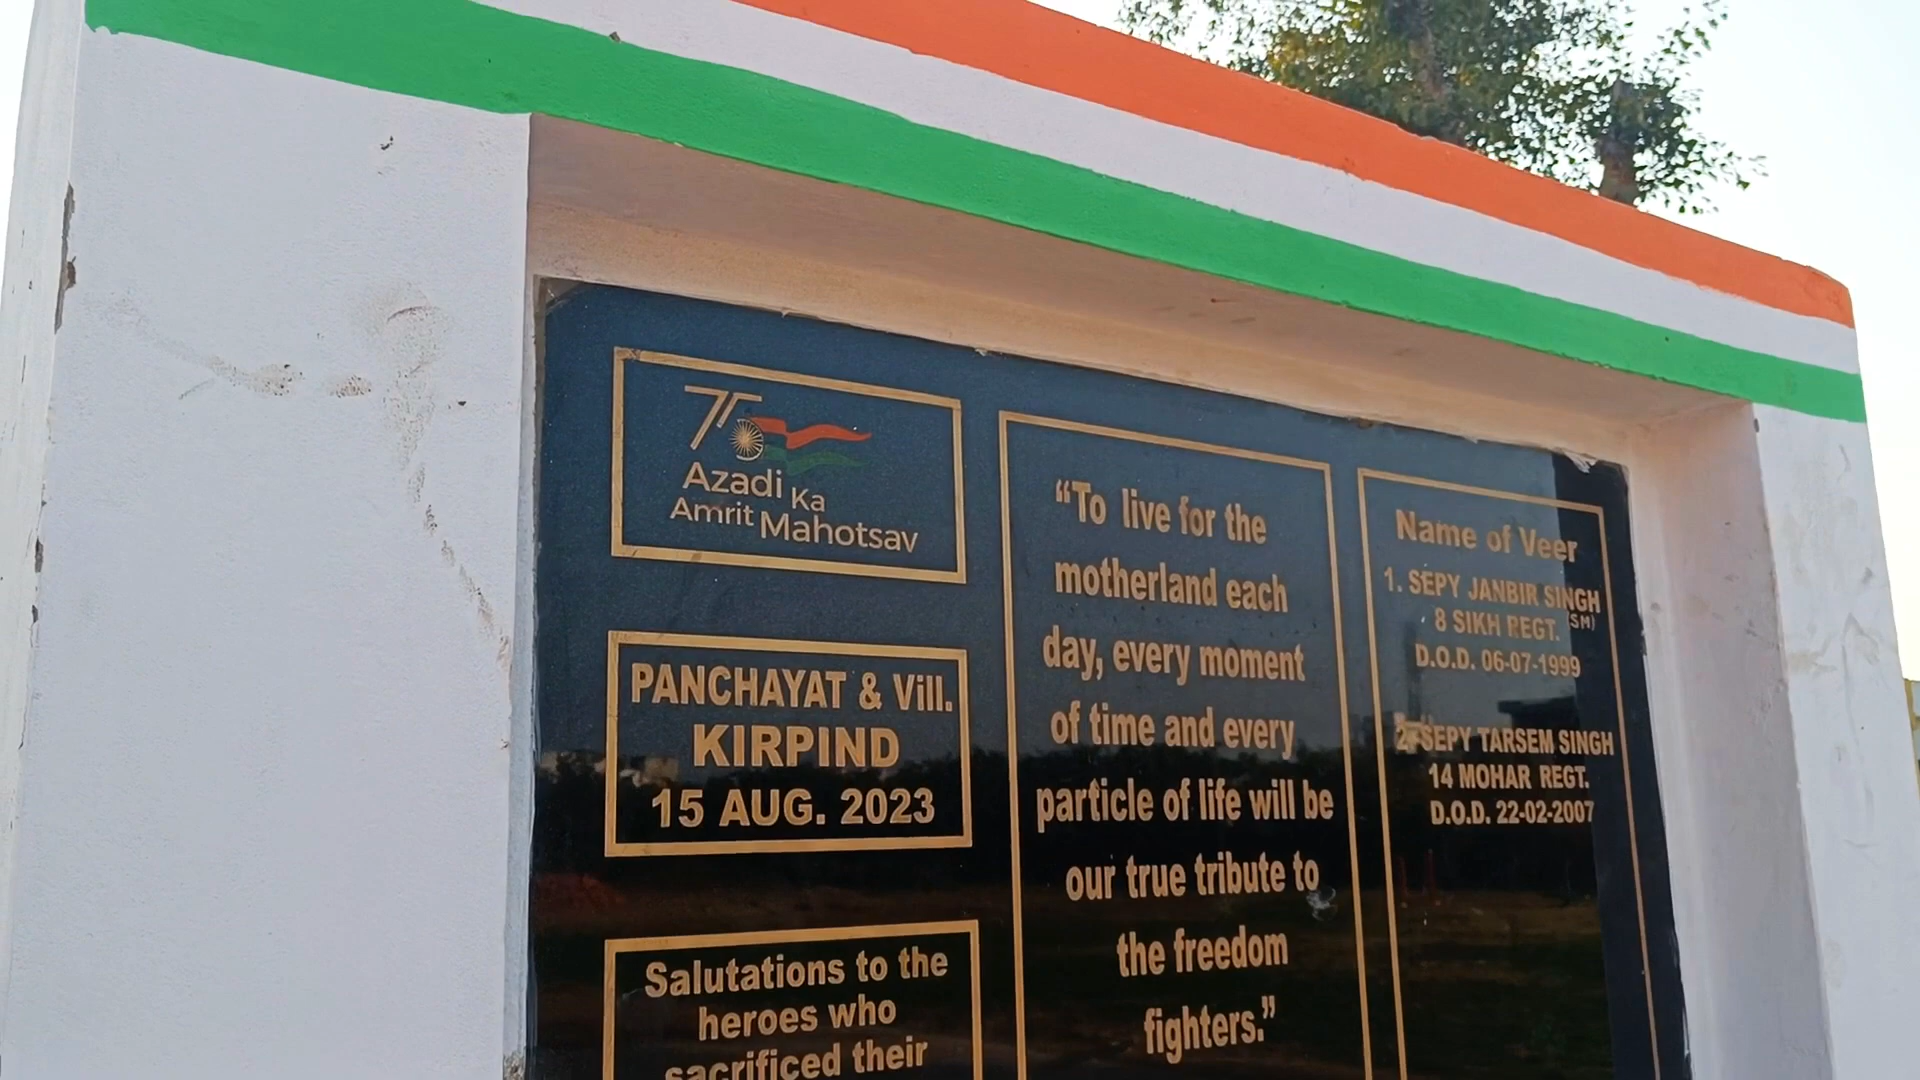 75
Azadi Ka
Amrit Mahotsav
PANCHAYAT & Vill.
KIRPIND
15 AUG. 2023
Salutations to the
heroes who
sacrificed their
“To live for the
motherland each
day, every moment
of time and every
particle of life will be
our true tribute to
the freedom
fighters.”
Name of Veer
1. SEPY JANBIR SINGH
8 SIKH REGT. (SM)
D.O.D. 06-07-1999
2. SEPY TARSEM SINGH
14 MOHAR REGT.
D.O.D. 22-02-2007